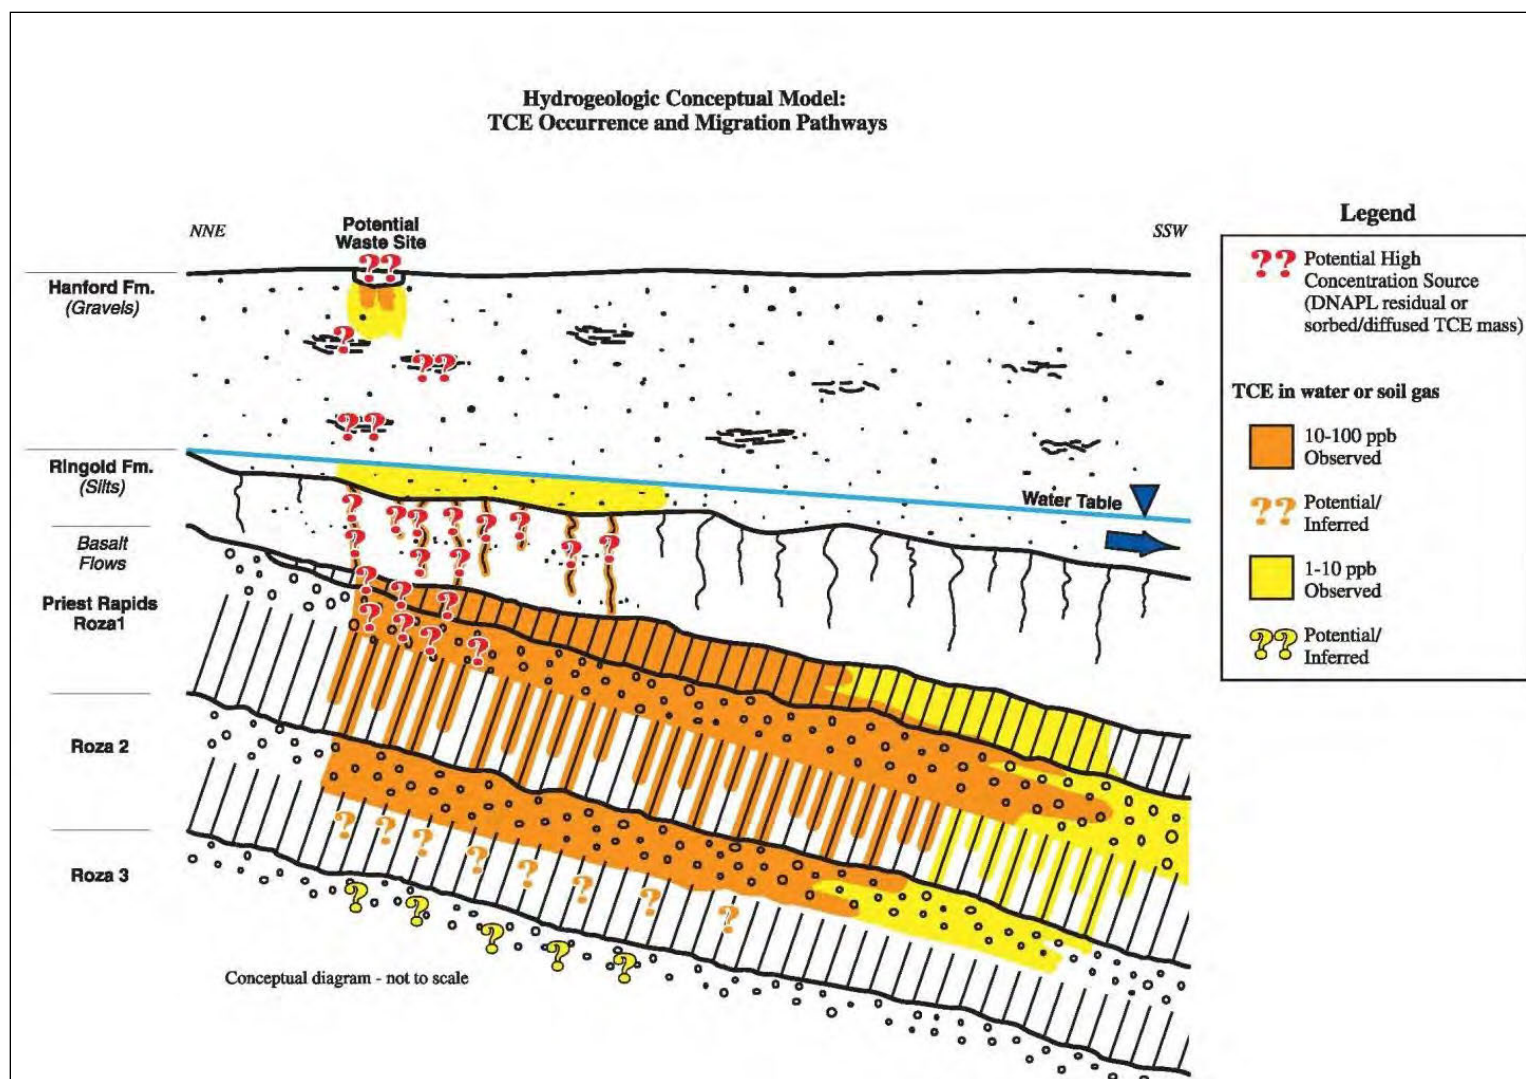 Hydrogeologic Conceptual Model:
TCE Occurrence and Migration Pathways
NNE
Potential
Waste Site
SSW
Hanford Fm.
(Gravels)
Ringold Fm.
(Silts)
Basalt
Flows
Priest Rapids
Roza1
Roza 2
Roza 3
Water Table
Conceptual diagram - not to scale
Legend
?? Potential High
Concentration Source
(DNAPL residual or
sorbed/diffused TCE mass)
TCE in water or soil gas
10-100 ppb
Observed
?? Potential/
Inferred
1-10 ppb
Observed
?? Potential/
Inferred